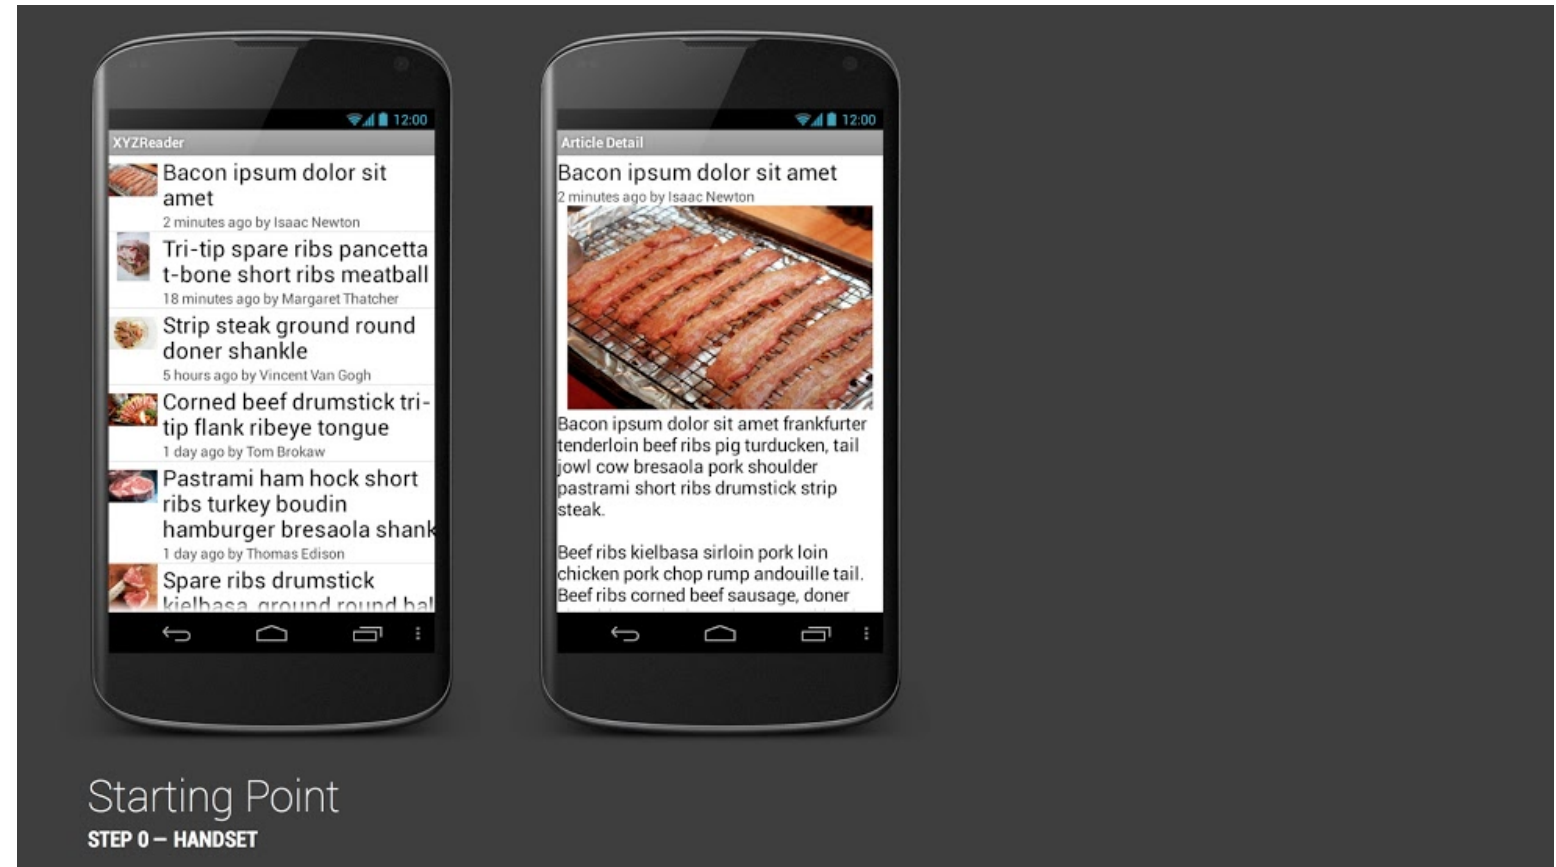 12:00
XYZReader
Bacon ipsum dolor sit
amet
2 minutes ago by Isaac Newton
Tri-tip spare ribs pancetta
t-bone short ribs meatball
18 minutes ago by Margaret Thatcher
Strip steak ground round
doner shankle
5 hours ago by Vincent Van Gogh
Corned beef drumstick tri-
tip flank ribeye tongue
1 day ago by Tom Brokaw
Pastrami ham hock short
ribs turkey boudin
hamburger bresaola shank
1 day ago by Thomas Edison
Spare ribs drumstick
kielbasa ground round bal
12:00
Article Detail
Bacon ipsum dolor sit amet
2 minutes ago by Isaac Newton
Bacon ipsum dolor sit amet frankfurter
tenderloin beef ribs pig turducken, tail
jowl cow bresaola pork shoulder
pastrami short ribs drumstick strip
steak.
Beef ribs kielbasa sirloin pork loin
chicken pork chop rump andouille tail.
Beef ribs corned beef sausage, doner
Starting Point
STEP 0 – HANDSET